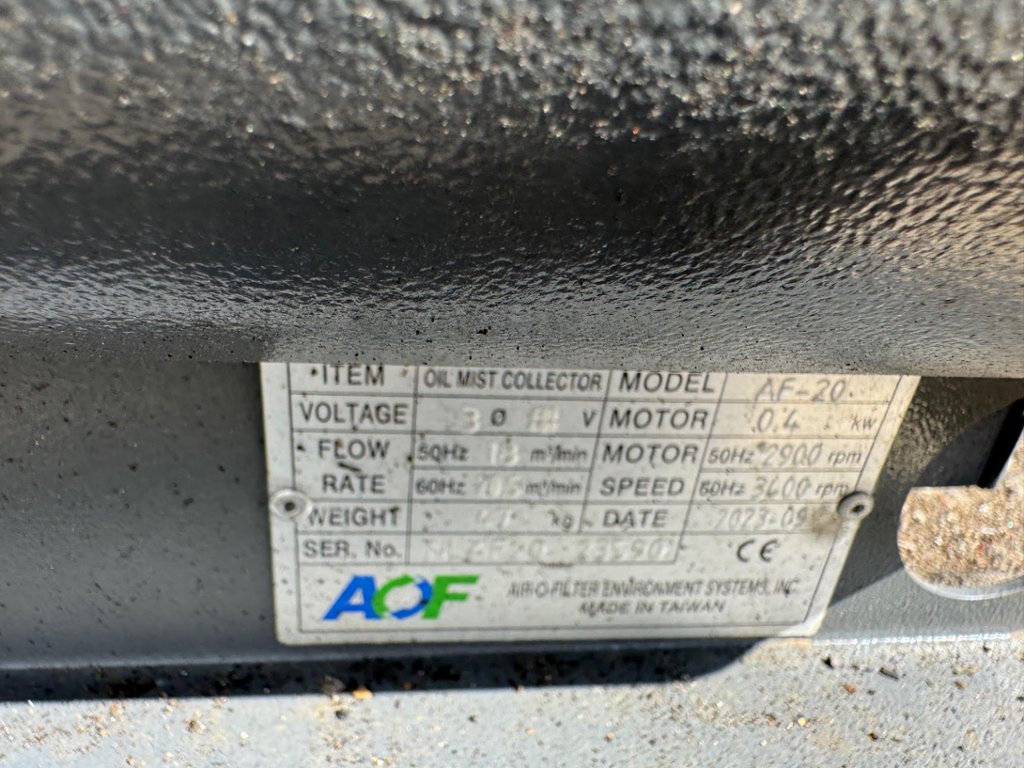 ITEM OIL MIST COLLECTOR MODEL AF-20
VOLTAGE 3 Ø V MOTOR 0.4 kW
FLOW 50Hz m³/min MOTOR 50Hz 2900 rpm
RATE 60Hz m³/min SPEED 60Hz 3400 rpm
WEIGHT kg DATE 2023-09
SER. No. CE
AOF AIR-O-FILTER ENVIRONMENT SYSTEMS, INC.
MADE IN TAIWAN